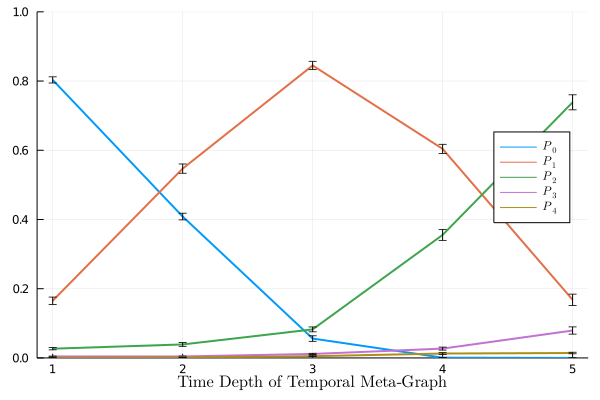 1.0
0.8
0.6
0.4
0.2
0.0
P₀
P₁
P₂
P₃
P₄
1 2 3 4 5
Time Depth of Temporal Meta-Graph